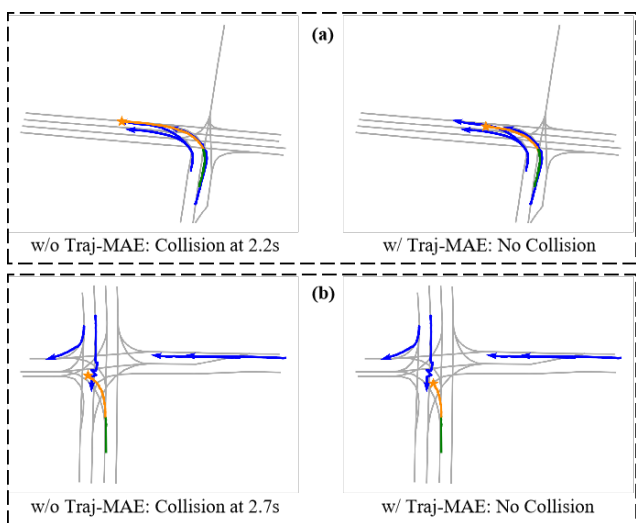 (a)
w/o Traj-MAE: Collision at 2.2s
w/ Traj-MAE: No Collision
(b)
w/o Traj-MAE: Collision at 2.7s
w/ Traj-MAE: No Collision